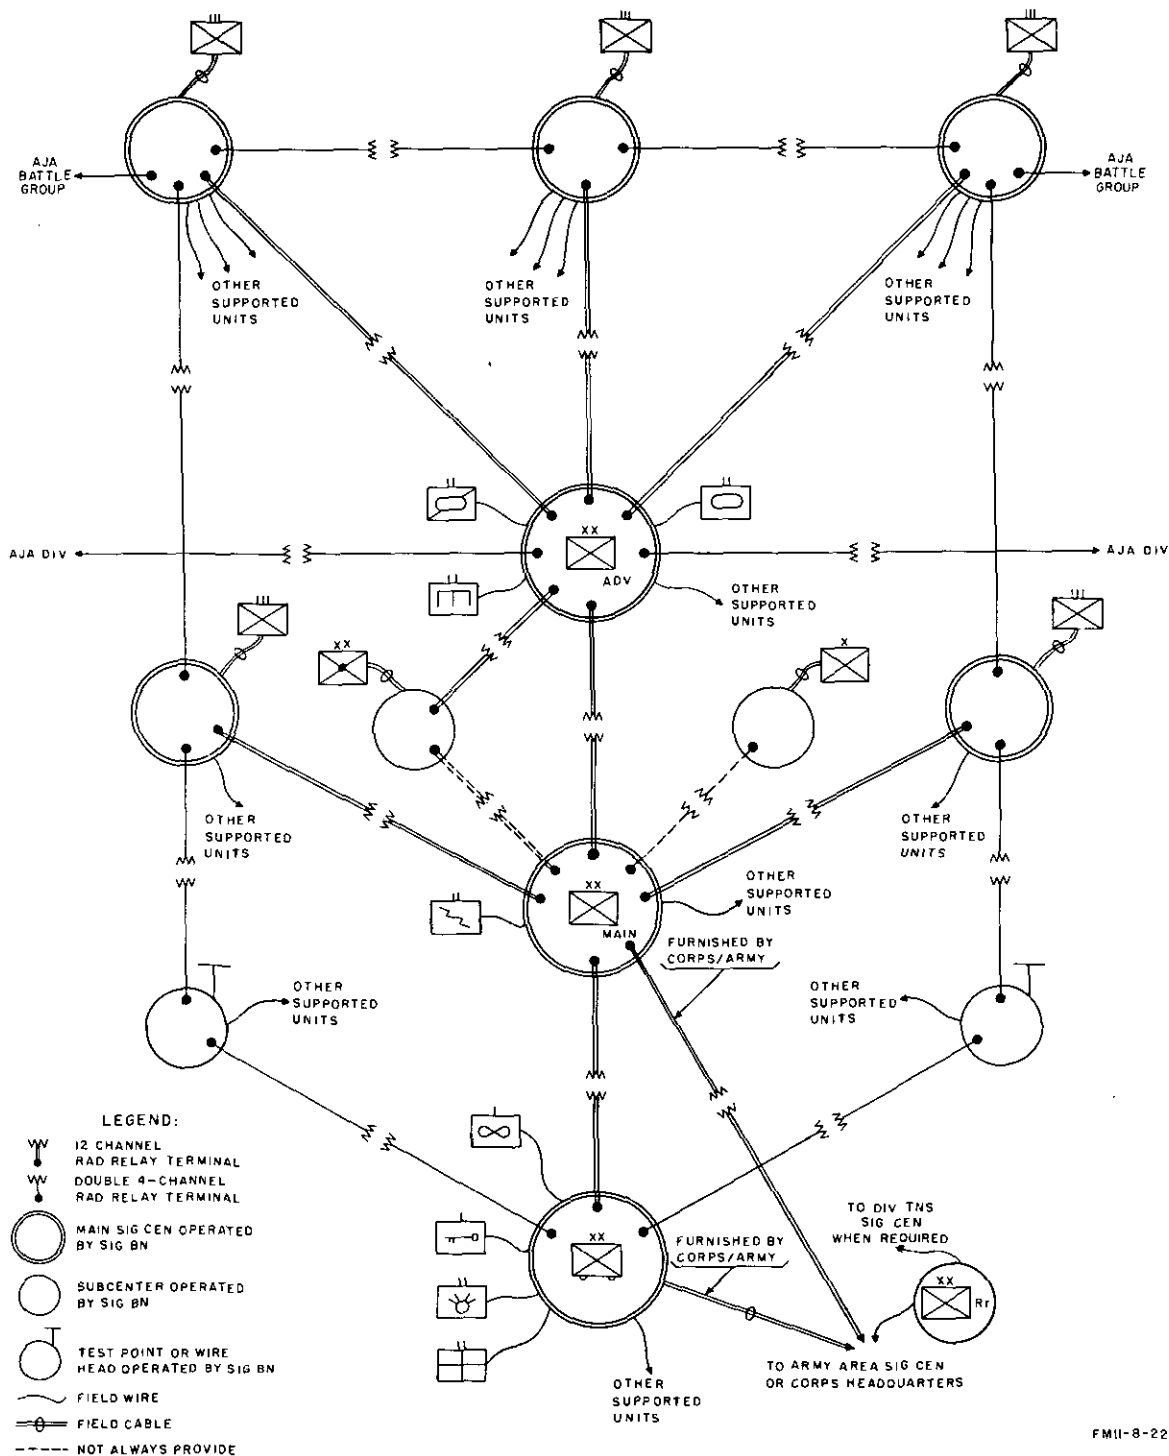 AJA
BATTLE
GROUP
AJA
BATTLE
GROUP
OTHER
SUPPORTED
UNITS
OTHER
SUPPORTED
UNITS
OTHER
SUPPORTED
UNITS
AJA DIV
XX
ADV
AJA DIV
OTHER
SUPPORTED
UNITS
XX
X
OTHER
SUPPORTED
UNITS
OTHER
SUPPORTED
UNITS
XX
MAIN
OTHER
SUPPORTED
UNITS
FURNISHED BY
CORPS/ARMY
OTHER
SUPPORTED
UNITS
OTHER
SUPPORTED
UNITS
LEGEND:
12 CHANNEL
RAD RELAY TERMINAL
DOUBLE 4-CHANNEL
RAD RELAY TERMINAL
MAIN SIG CEN OPERATED
BY SIG BN
SUBCENTER OPERATED
BY SIG BN
TEST POINT OR WIRE
HEAD OPERATED BY SIG BN
FIELD WIRE
FIELD CABLE
NOT ALWAYS PROVIDE
XX
FURNISHED BY
CORPS/ARMY
TO DIV TNS
SIG CEN
WHEN REQUIRED
XX
Rr
TO ARMY AREA SIG CEN
OR CORPS HEADQUARTERS
OTHER
SUPPORTED
UNITS
FM11-8-22